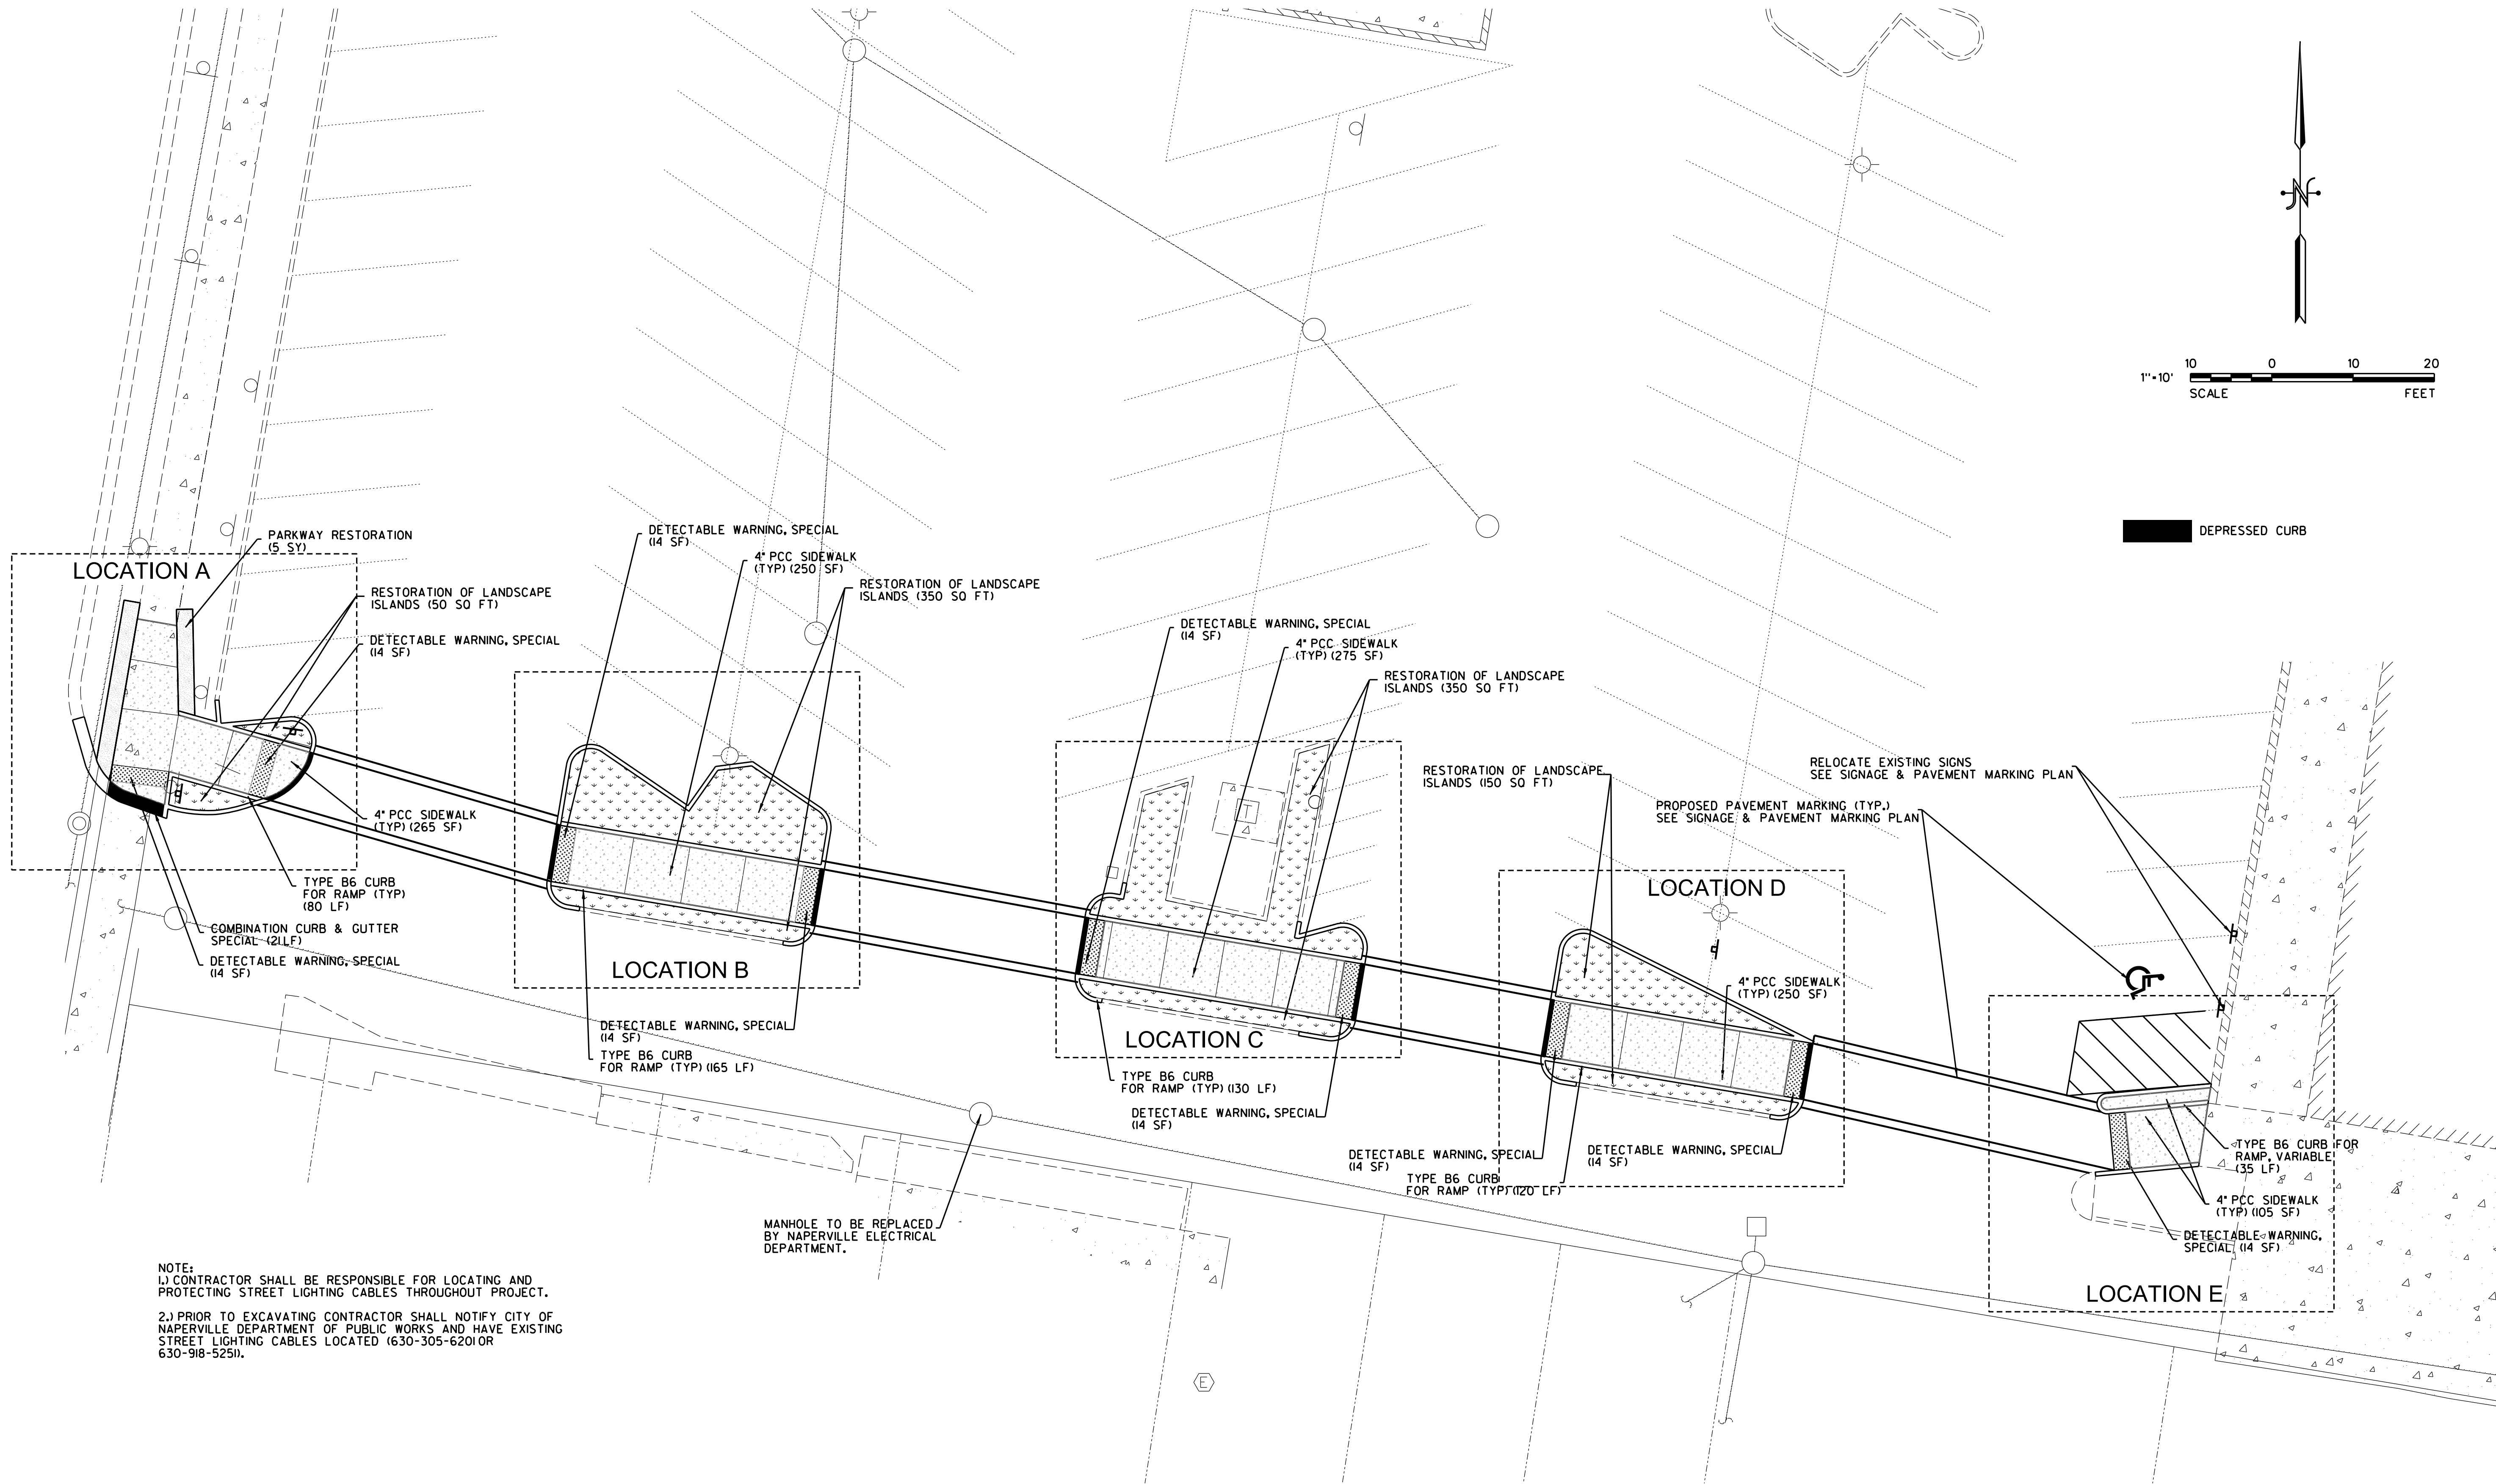 N
10 0 10 20
1"=10'
SCALE FEET
DEPRESSED CURB
PARKWAY RESTORATION
(5 SY)
LOCATION A
RESTORATION OF LANDSCAPE
ISLANDS (50 SQ FT)
DETECTABLE WARNING, SPECIAL
(14 SF)
4" PCC SIDEWALK
(TYP) (265 SF)
TYPE B6 CURB
FOR RAMP (TYP)
(80 LF)
COMBINATION CURB & GUTTER
SPECIAL (21 LF)
DETECTABLE WARNING, SPECIAL
(14 SF)
DETECTABLE WARNING, SPECIAL
(14 SF)
4" PCC SIDEWALK
(TYP) (250 SF)
RESTORATION OF LANDSCAPE
ISLANDS (350 SQ FT)
LOCATION B
DETECTABLE WARNING, SPECIAL
(14 SF)
TYPE B6 CURB
FOR RAMP (TYP) (165 LF)
DETECTABLE WARNING, SPECIAL
(14 SF)
4" PCC SIDEWALK
(TYP) (275 SF)
RESTORATION OF LANDSCAPE
ISLANDS (350 SQ FT)
T
LOCATION C
TYPE B6 CURB
FOR RAMP (TYP) (130 LF)
DETECTABLE WARNING, SPECIAL
(14 SF)
RESTORATION OF LANDSCAPE
ISLANDS (150 SQ FT)
LOCATION D
4" PCC SIDEWALK
(TYP) (250 SF)
DETECTABLE WARNING, SPECIAL
(14 SF)
DETECTABLE WARNING, SPECIAL
(14 SF)
TYPE B6 CURB
FOR RAMP (TYP) (120 LF)
RELOCATE EXISTING SIGNS
SEE SIGNAGE & PAVEMENT MARKING PLAN
PROPOSED PAVEMENT MARKING (TYP.)
SEE SIGNAGE & PAVEMENT MARKING PLAN
TYPE B6 CURB FOR
RAMP, VARIABLE
(35 LF)
4" PCC SIDEWALK
(TYP) (105 SF)
DETECTABLE WARNING,
SPECIAL (14 SF)
LOCATION E
MANHOLE TO BE REPLACED
BY NAPERVILLE ELECTRICAL
DEPARTMENT.
E
NOTE:
1.) CONTRACTOR SHALL BE RESPONSIBLE FOR LOCATING AND
PROTECTING STREET LIGHTING CABLES THROUGHOUT PROJECT.
2.) PRIOR TO EXCAVATING CONTRACTOR SHALL NOTIFY CITY OF
NAPERVILLE DEPARTMENT OF PUBLIC WORKS AND HAVE EXISTING
STREET LIGHTING CABLES LOCATED (630-305-6201 OR
630-918-5251).